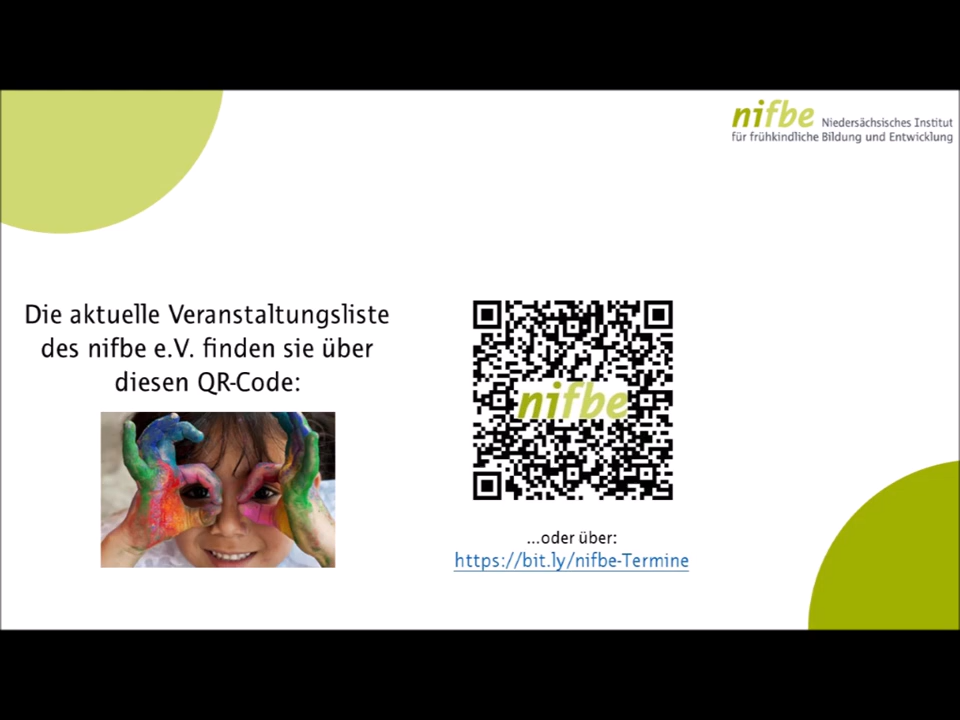 nifbe Niedersächsisches Institut
für frühkindliche Bildung und Entwicklung
Die aktuelle Veranstaltungsliste
des nifbe e.V. finden sie über
diesen QR-Code:
nifbe
...oder über:
https://bit.ly/nifbe-Termine